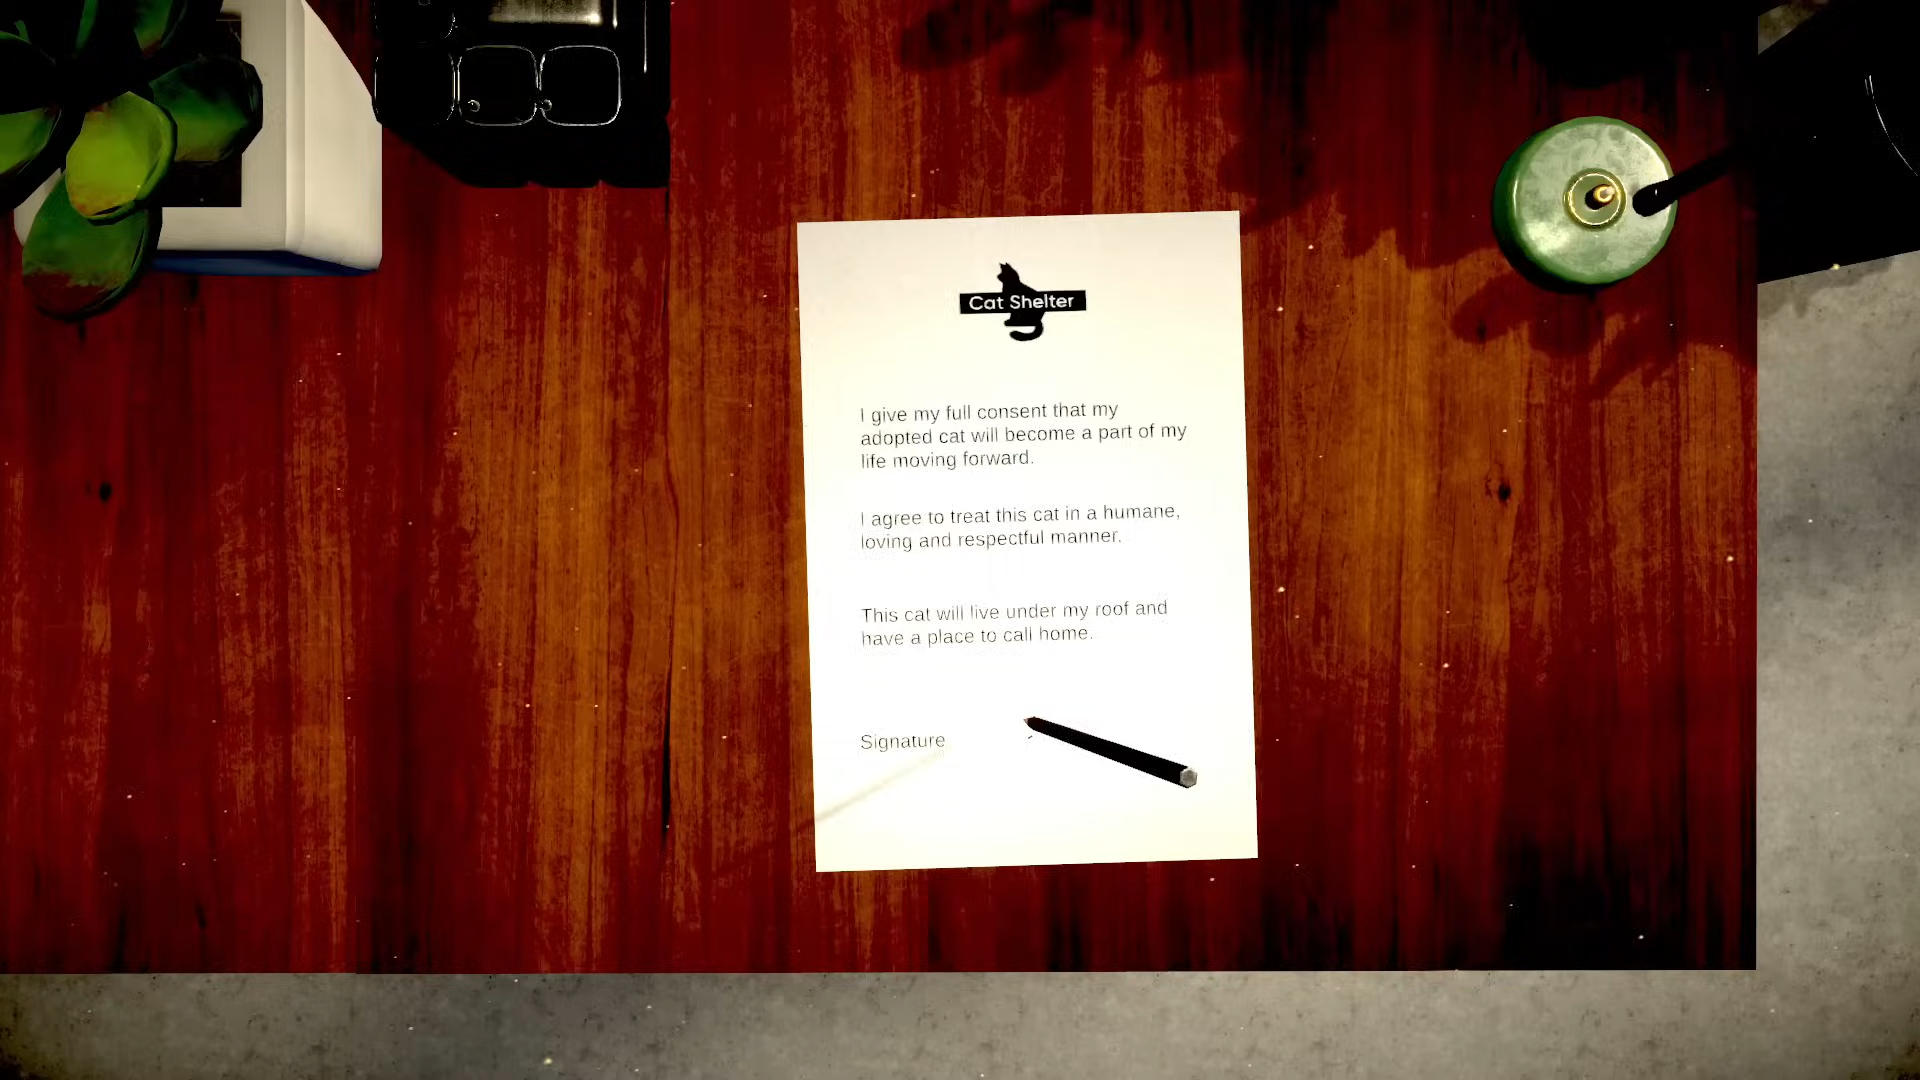 Cat Shelter
I give my full consent that my
adopted cat will become a part of my
life moving forward.
I agree to treat this cat in a humane,
loving and respectful manner.
This cat will live under my roof and
have a place to call home.
Signature